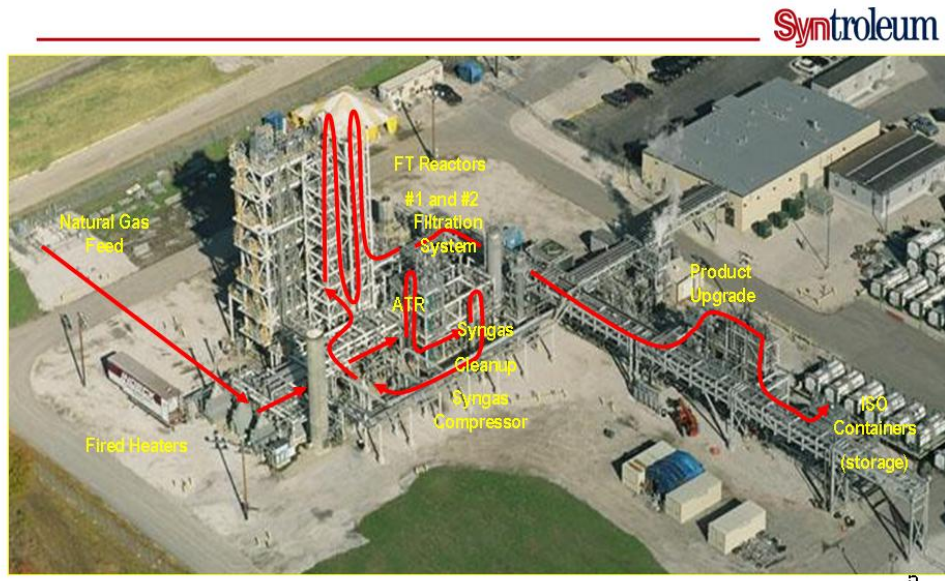 Syntroleum
FT Reactors
#1 and #2
Filtration
System
Natural Gas
Feed
Product
Upgrade
ATR
Syngas
Cleanup
Syngas
Compressor
ISO
Containers
(storage)
Fired Heaters
5